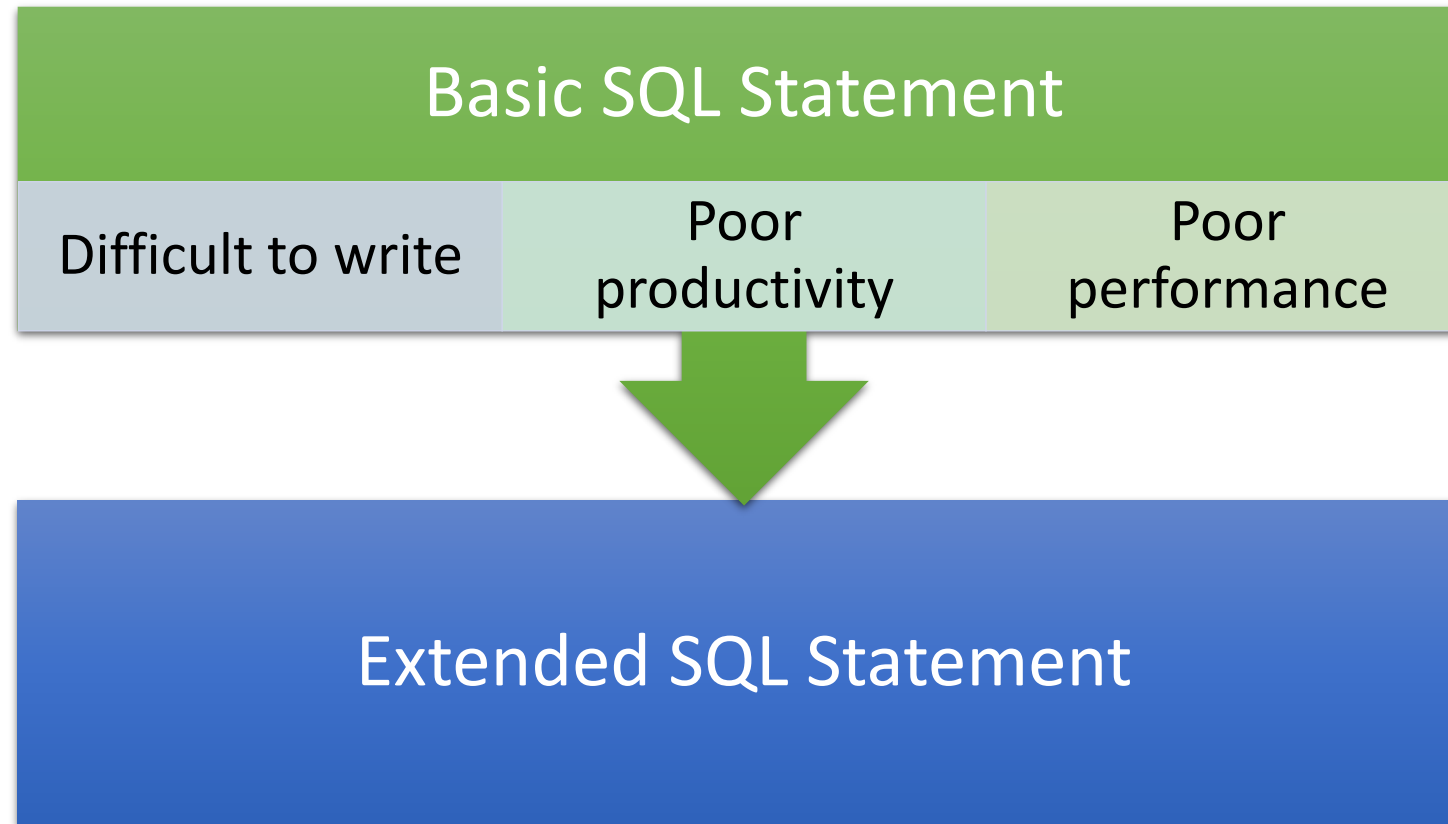 Basic SQL Statement
Difficult to write
Poor
productivity
Poor
performance
Extended SQL Statement